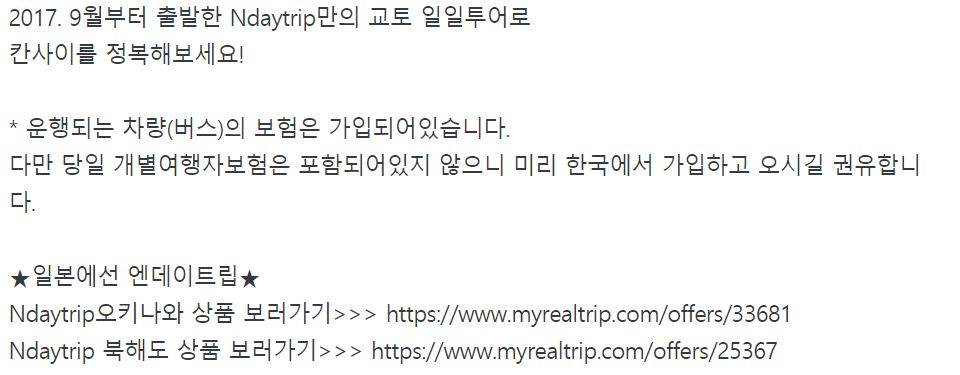 2017. 9월부터 출발한 Ndaytrip만의 교토 일일투어로
칸사이를 정복해보세요!
* 운행되는 차량(버스)의 보험은 가입되어있습니다.
다만 당일 개별여행자보험은 포함되어있지 않으니 미리 한국에서 가입하고 오시길 권유합니
다.
★일본에선 엔데이트립★
Ndaytrip오키나와 상품 보러가기>>> https://www.myrealtrip.com/offers/33681
Ndaytrip 북해도 상품 보러가기>>> https://www.myrealtrip.com/offers/25367